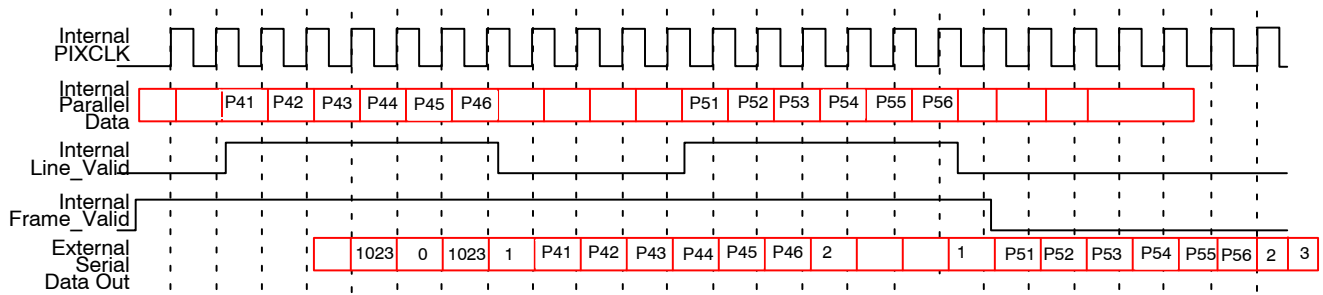 Internal
PIXCLK
Internal
Parallel
Data
P41 P42 P43 P44 P45 P46 P51 P52 P53 P54 P55 P56
Internal
Line_Valid
Internal
Frame_Valid
External
Serial
Data Out
1023 0 1023 1 P41 P42 P43 P44 P45 P46 2 1 P51 P52 P53 P54 P55 P56 2 3